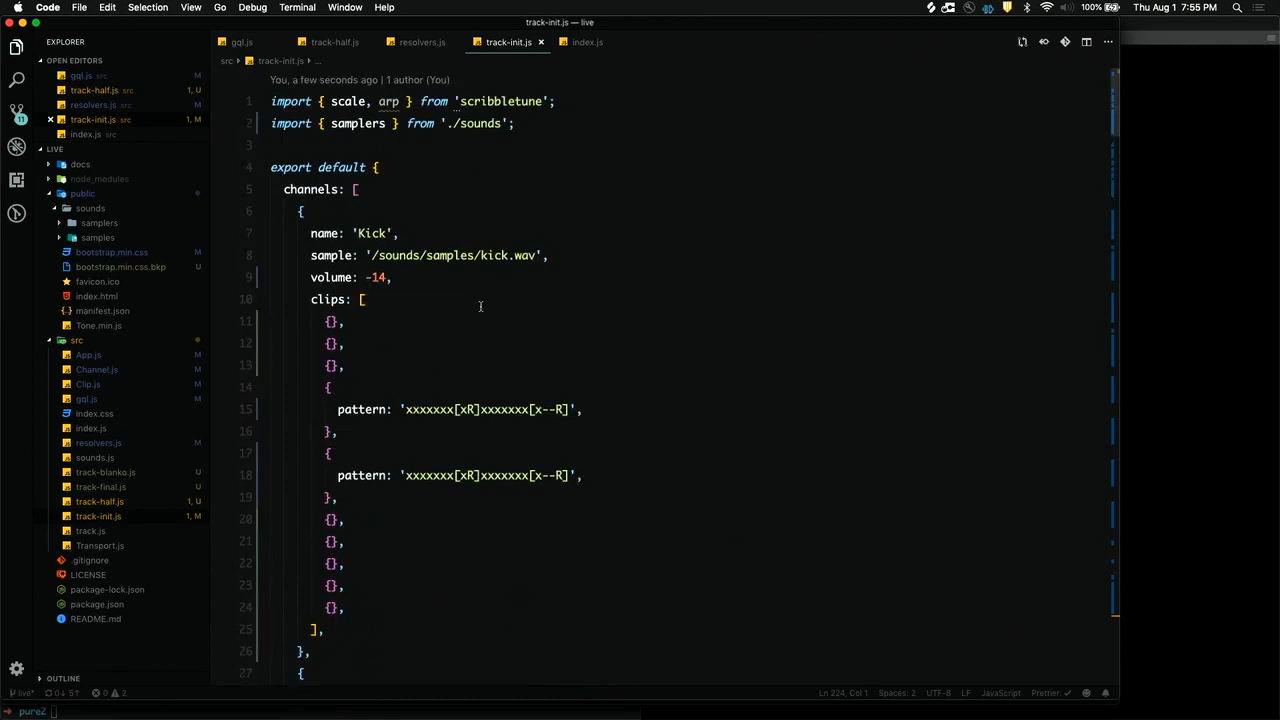 Code File Edit Selection View Go Debug Terminal Window Help 100% Thu Aug 1 7:55 PM
track-init.js — live
EXPLORER
gql.js
track-half.js
resolvers.js
track-init.js
index.js
OPEN EDITORS
src > track-init.js > ...
gql.js src M
track-half.js src 1, U
resolvers.js src M
track-init.js src 1, M
index.js src
LIVE
docs
node_modules
public
sounds
samplers
samples
bootstrap.min.css
bootstrap.min.css.bkp
favicon.ico
index.html
manifest.json
Tone.min.js
src
App.js M
Channel.js M
Clip.js M
gql.js M
index.css
index.js
resolvers.js M
sounds.js
track-blanko.js U
track-final.js U
track-half.js 1, U
track-init.js 1, M
track.js
Transport.js
.gitignore
LICENSE
package-lock.json
package.json
README.md
OUTLINE
11
You, a few seconds ago | 1 author (You)
1 import { scale, arp } from 'scribbletune';
2 import { samplers } from './sounds';
3
4 export default {
5 channels: [
6 {
7 name: 'Kick',
8 sample: '/sounds/samples/kick.wav',
9 volume: -14,
10 clips: [
11 {},
12 {},
13 {},
14 {
15 pattern: 'xxxxxxx[xR]xxxxxxx[x--R]',
16 },
17 {
18 pattern: 'xxxxxxx[xR]xxxxxxx[x--R]',
19 },
20 {},
21 {},
22 {},
23 {},
24 {},
25 ],
26 },
27 {
live* 0↓ 5↑ 0 2 Ln 224, Col 1 Spaces: 2 UTF-8 LF JavaScript Prettier: ✓
→ pure2